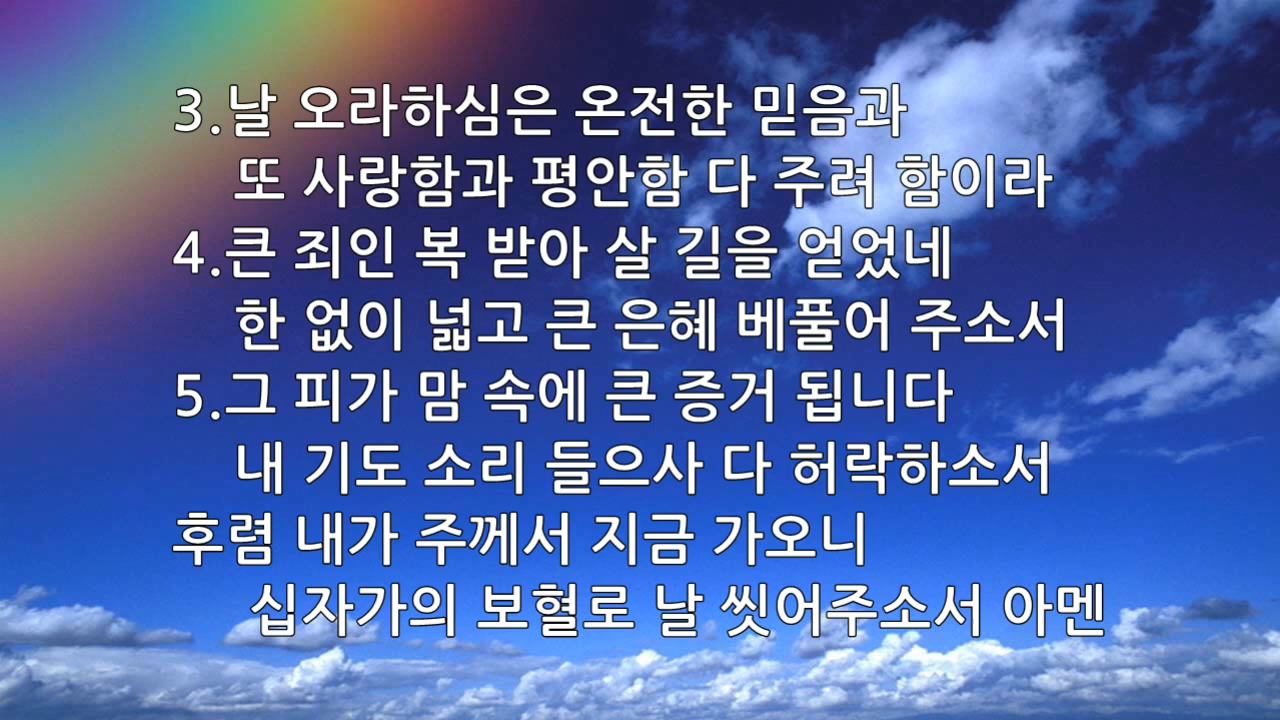 3.날 오라하심은 온전한 믿음과
또 사랑함과 평안함 다 주려 함이라
4.큰 죄인 복 받아 살 길을 얻었네
한 없이 넓고 큰 은혜 베풀어 주소서
5.그 피가 맘 속에 큰 증거 됩니다
내 기도 소리 들으사 다 허락하소서
후렴 내가 주께서 지금 가오니
십자가의 보혈로 날 씻어주소서 아멘